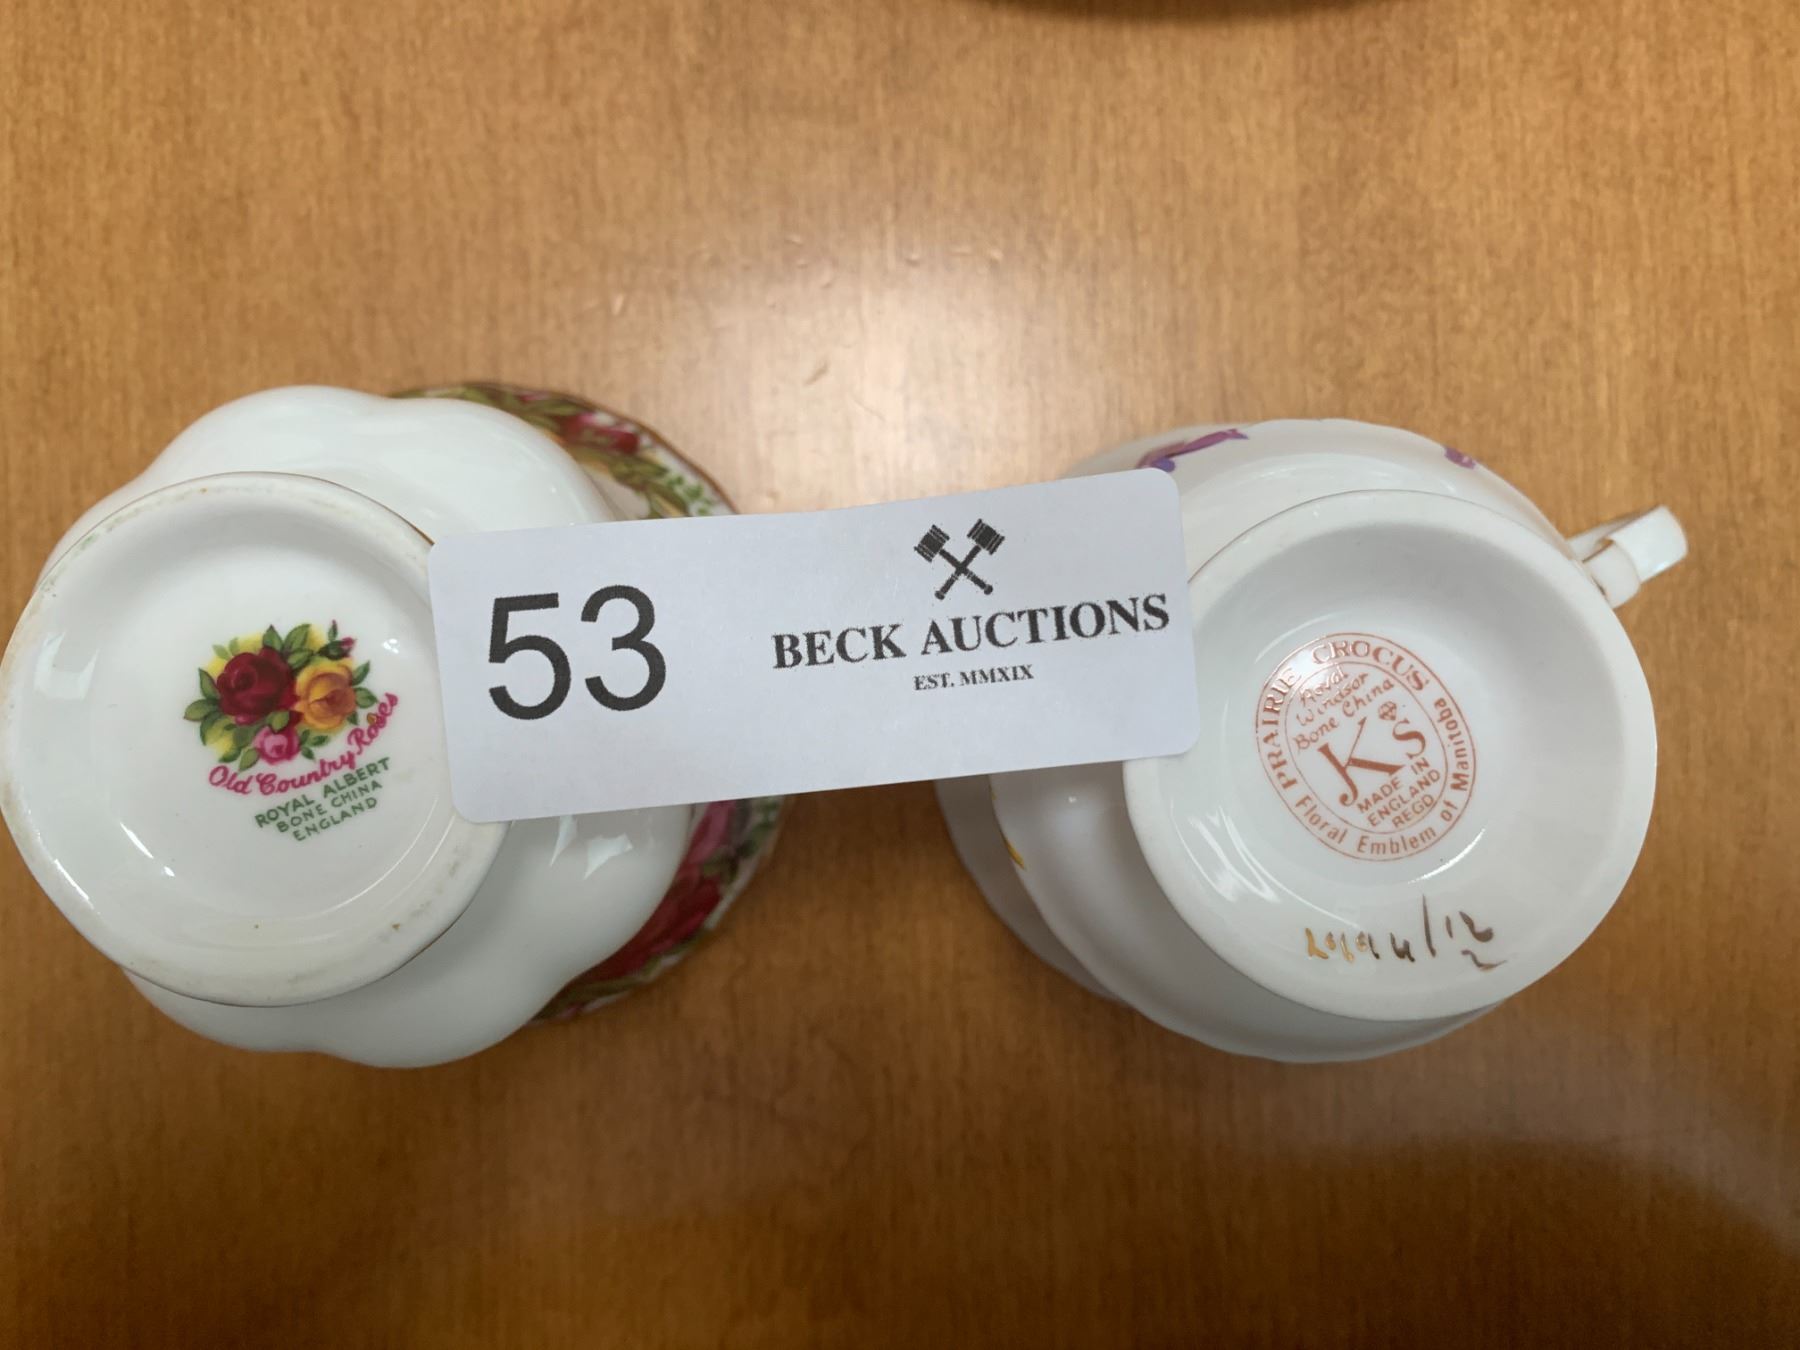 Old Country Roses
ROYAL ALBERT
BONE CHINA
ENGLAND
53
BECK AUCTIONS
EST. MMXIX
PRAIRIE CROCUS
Royal
Windsor
Bone China
KS
MADE IN
ENGLAND
REGD
Floral Emblem of Manitoba